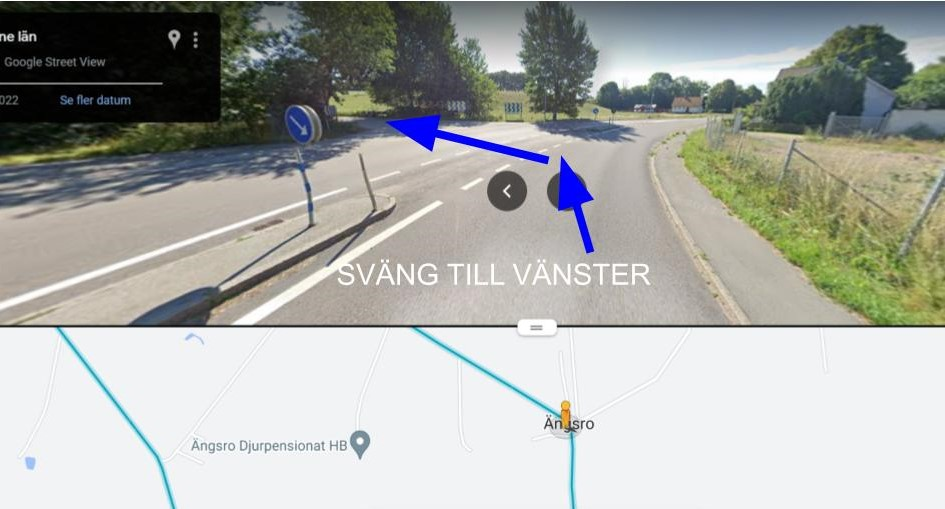 ne län
Google Street View
022 Se fler datum
SVÄNG TILL VÄNSTER
Ängsro
Ängsro Djurpensionat HB